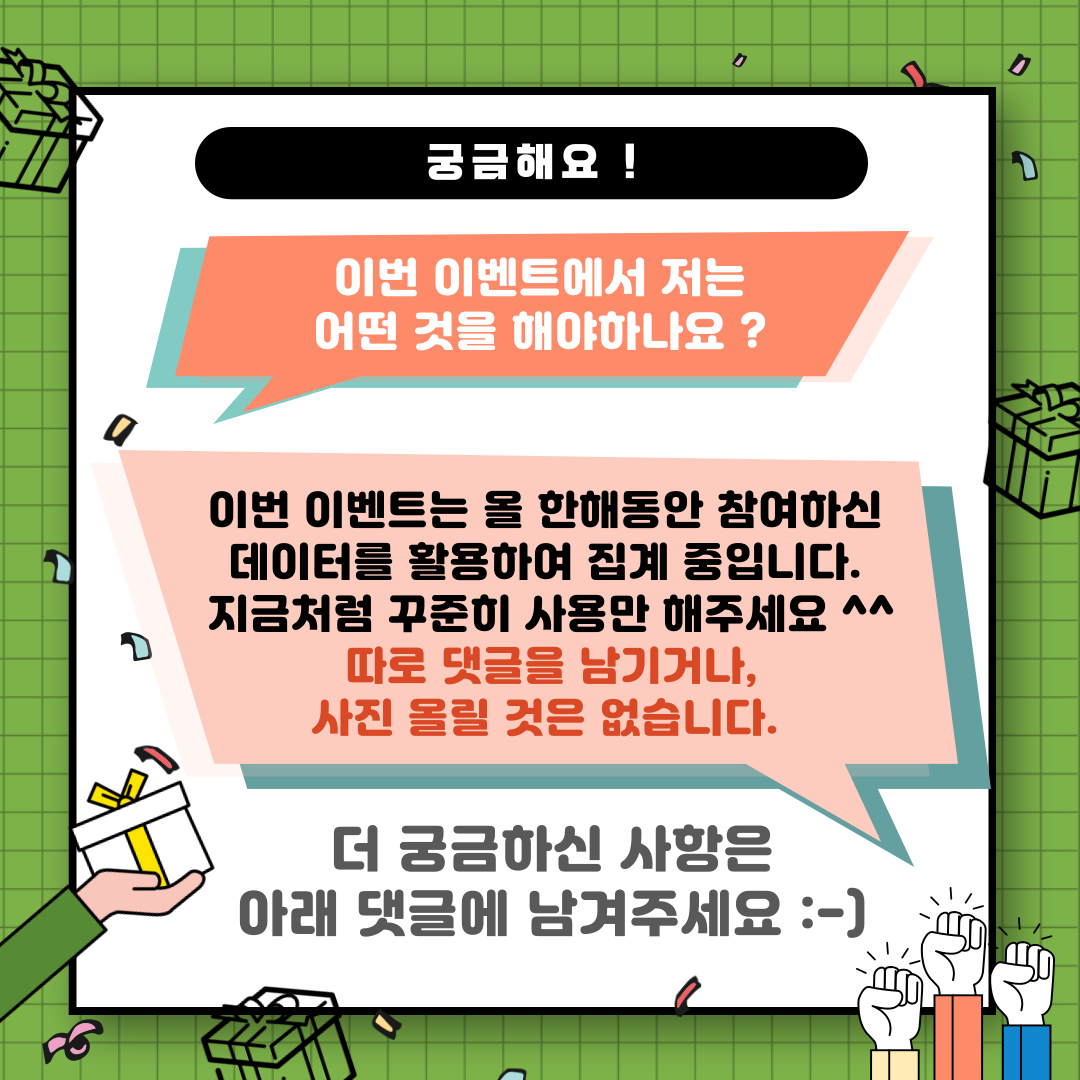 궁금해요 !
이번 이벤트에서 저는
어떤 것을 해야하나요 ?
이번 이벤트는 올 한해동안 참여하신
데이터를 활용하여 집계 중입니다.
지금처럼 꾸준히 사용만 해주세요 ^^
따로 댓글을 남기거나,
사진 올릴 것은 없습니다.
더 궁금하신 사항은
아래 댓글에 남겨주세요 :-)